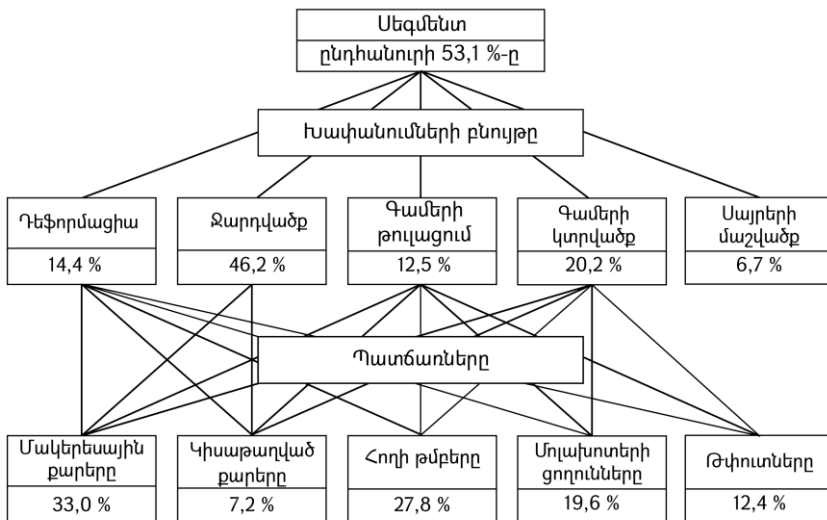 Սեգմենտ
ընդհանուրի 53,1 %-ը
Խափանումների բնույթը
Դեֆորմացիա
14,4 %
Ջարդվածք
46,2 %
Գամերի
թուլացում
12,5 %
Գամերի
կտրվածք
20,2 %
Սայրերի
մաշվածք
6,7 %
Պատճառները
Մակերեսային
քարերը
33,0 %
Կիսաթաղված
քարերը
7,2 %
Հողի թմբերը
27,8 %
Մոլախոտերի
ցողունները
19,6 %
Թփուտները
12,4 %